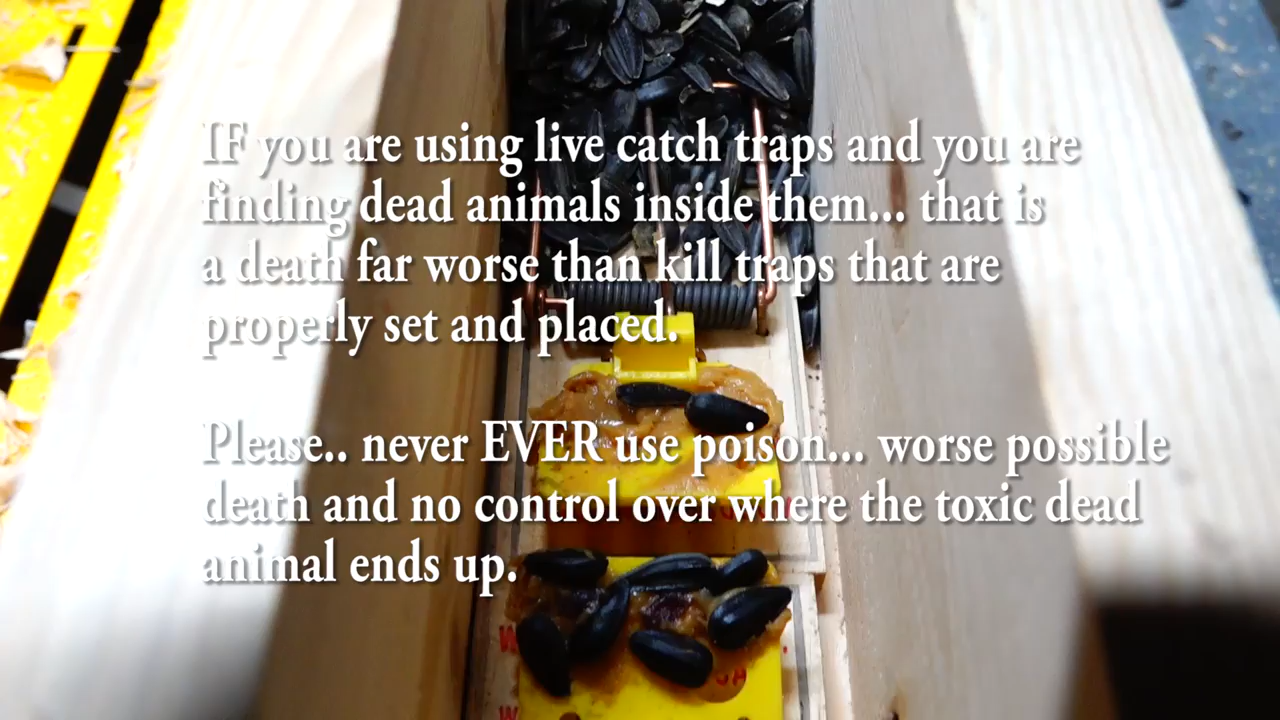 IF you are using live catch traps and you are
finding dead animals inside them... that is
a death far worse than kill traps that are
properly set and placed.
Please.. never EVER use poison... worse possible
death and no control over where the toxic dead
animal ends up.